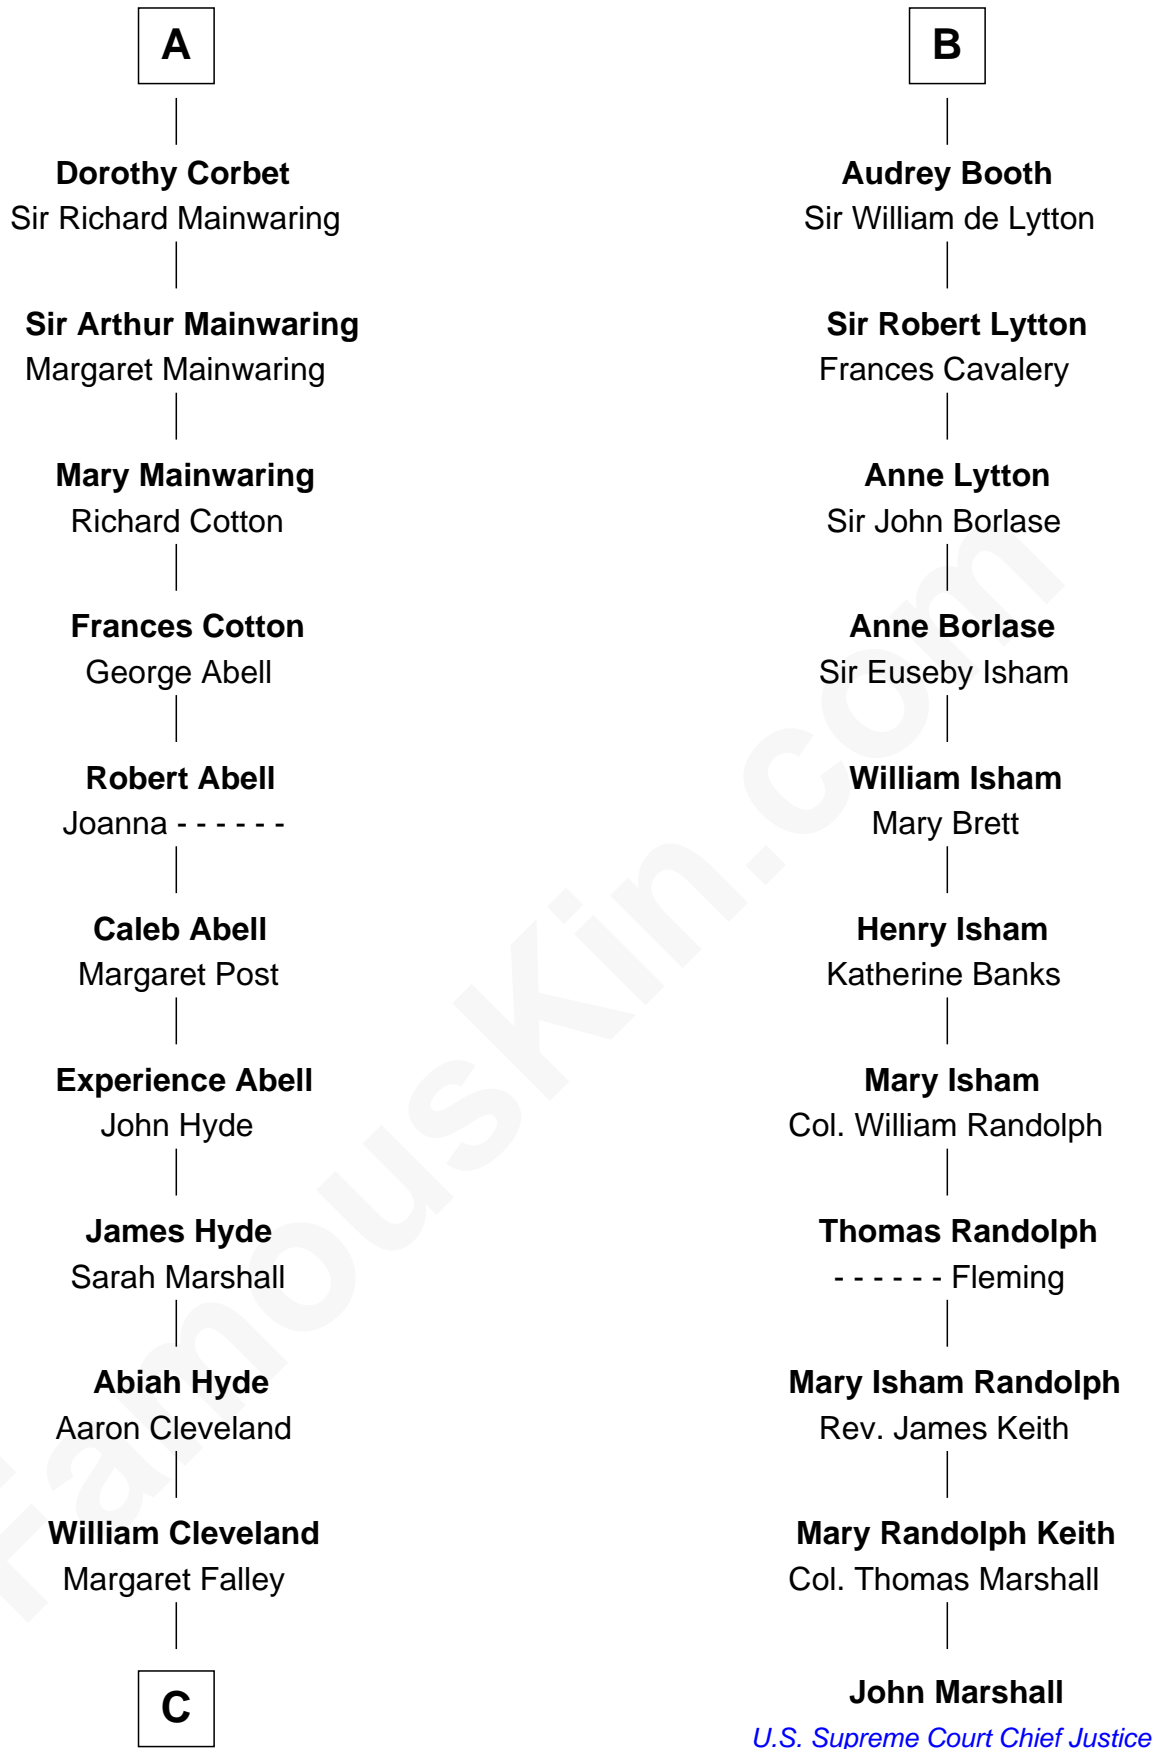 A
Dorothy Corbet
Sir Richard Mainwaring
Sir Arthur Mainwaring
Margaret Mainwaring
Mary Mainwaring
Richard Cotton
Frances Cotton
George Abell
Robert Abell
Joanna - - - - - -
Caleb Abell
Margaret Post
Experience Abell
John Hyde
James Hyde
Sarah Marshall
Abiah Hyde
Aaron Cleveland
William Cleveland
Margaret Falley
C
B
Audrey Booth
Sir William de Lytton
Sir Robert Lytton
Frances Cavalery
Anne Lytton
Sir John Borlase
Anne Borlase
Sir Euseby Isham
William Isham
Mary Brett
Henry Isham
Katherine Banks
Mary Isham
Col. William Randolph
Thomas Randolph
- - - - - - Fleming
Mary Isham Randolph
Rev. James Keith
Mary Randolph Keith
Col. Thomas Marshall
John Marshall
U.S. Supreme Court Chief Justice
FamousKin.com